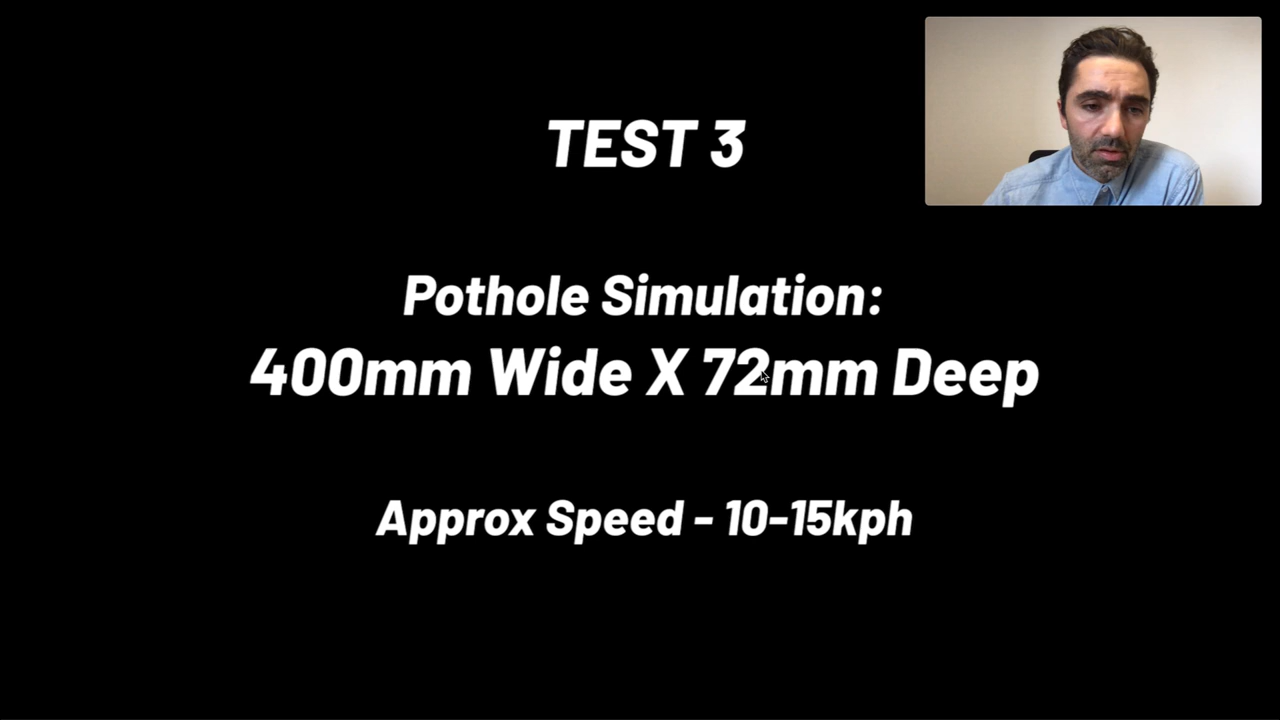 TEST 3
Pothole Simulation:
400mm Wide X 72mm Deep
Approx Speed - 10-15kph